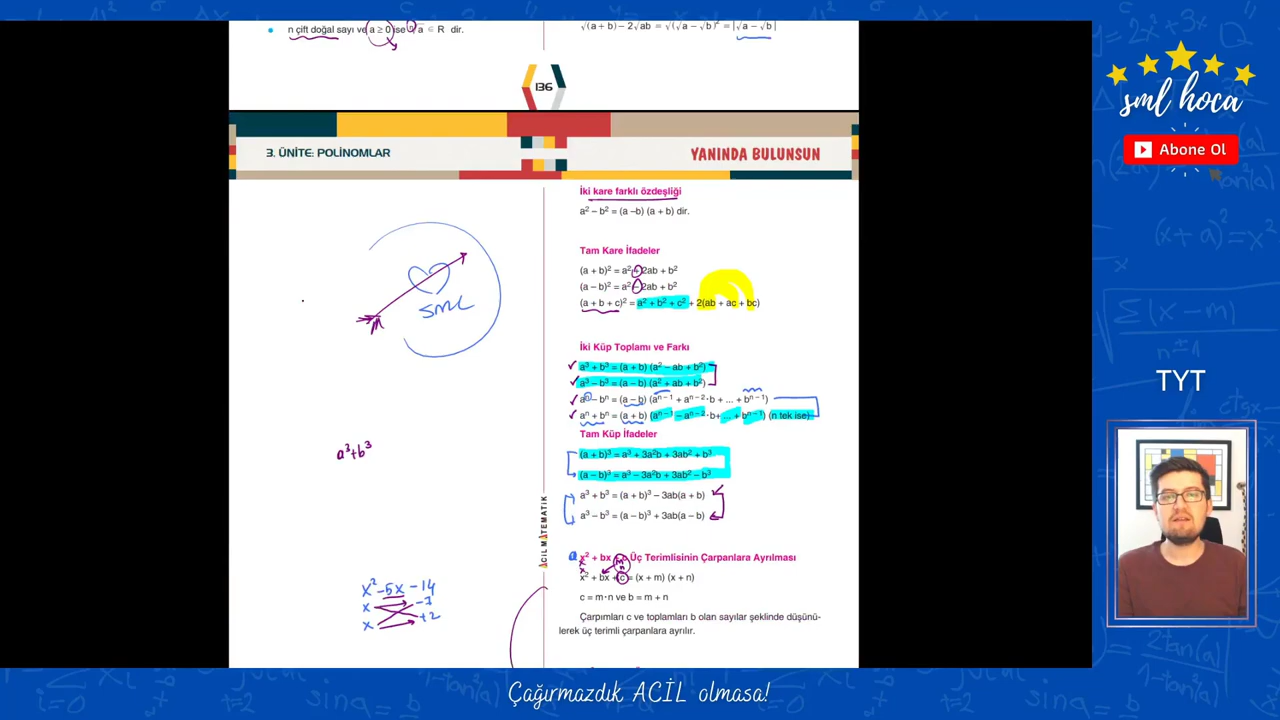 n çift doğal sayı ve a ≥ 0 ise ⁿ√a ∈ R dir.
√(a + b) – 2√ab = √(√a – √b)² = |√a – √b|
136
3. ÜNİTE: POLİNOMLAR
YANINDA BULUNSUN
İki kare farklı özdeşliği
a² – b² = (a –b) (a + b) dir.
Tam Kare İfadeler
(a + b)² = a² + 2ab + b²
(a – b)² = a² – 2ab + b²
(a + b + c)² = a² + b² + c² + 2(ab + ac + bc)
SML
İki Küp Toplamı ve Farkı
a³ + b³ = (a + b) (a² – ab + b²)
a³ – b³ = (a – b) (a² + ab + b²)
aⁿ – bⁿ = (a – b) (aⁿ⁻¹ + aⁿ⁻²·b + ... + bⁿ⁻¹)
aⁿ + bⁿ = (a + b) (aⁿ⁻¹ – aⁿ⁻²·b+ ... + bⁿ⁻¹) (n tek ise)
Tam Küp İfadeler
(a + b)³ = a³ + 3a²b + 3ab² + b³
(a – b)³ = a³ – 3a²b + 3ab² – b³
a³ + b³ = (a + b)³ – 3ab(a + b)
a³ – b³ = (a – b)³ + 3ab(a – b)
a³+b³
ACİL MATEMATİK
x² + bx + c Üç Terimlisinin Çarpanlara Ayrılması
x² + bx + c = (x + m) (x + n)
c = m·n ve b = m + n
Çarpımları c ve toplamları b olan sayılar şeklinde düşünü-
lerek üç terimli çarpanlara ayrılır.
x² -5x -14
x -7
x +2
sml hoca
Abone Ol
TYT
Çağırmazdık ACİL olmasa!